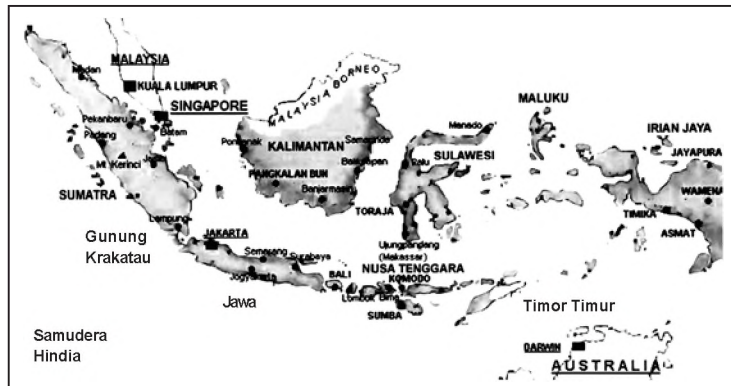 MALAYSIA
Medan
KUALA LUMPUR
SINGAPORE
MALAYSIA BORNEO
MALUKU
Manado
IRIAN JAYA
Pekanbaru
Batam
Padang
Pontianak
KALIMANTAN
Samarinda
Palu
SULAWESI
JAYAPURA
Mt Kerinci
Jambi
PANGKALAN BUN
Balikpapan
WAMENA
SUMATRA
Banjarmasin
TORAJA
TIMIKA
ASMAT
Lampung
Gunung
Krakatau
JAKARTA
Semarang
Surabaya
Ujungpandang
(Makassar)
Jogyakarta
BALI
NUSA TENGGARA
KOMODO
Lombok
Bima
SUMBA
Jawa
Timor Timur
Samudera
Hindia
DARWIN
AUSTRALIA